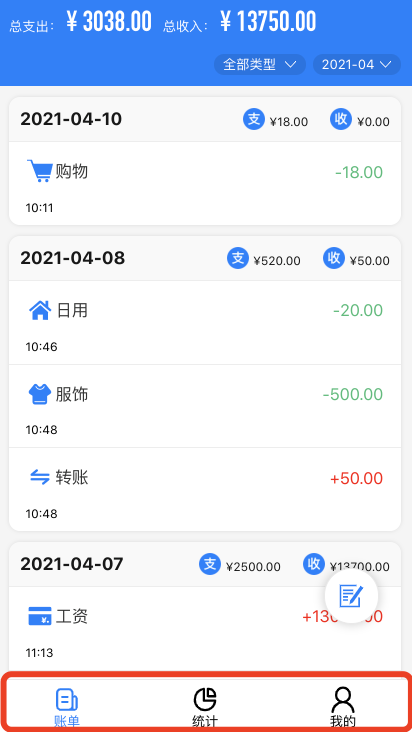 总支出： ¥ 3038.00 总收入： ¥ 13750.00
全部类型 2021-04
2021-04-10 支 ¥18.00 收 ¥0.00
购物 -18.00
10:11
2021-04-08 支 ¥520.00 收 ¥50.00
日用 -20.00
10:46
服饰 -500.00
10:48
转账 +50.00
10:48
2021-04-07 支 ¥2500.00 收 ¥13700.00
工资
11:13
账单 统计 我的